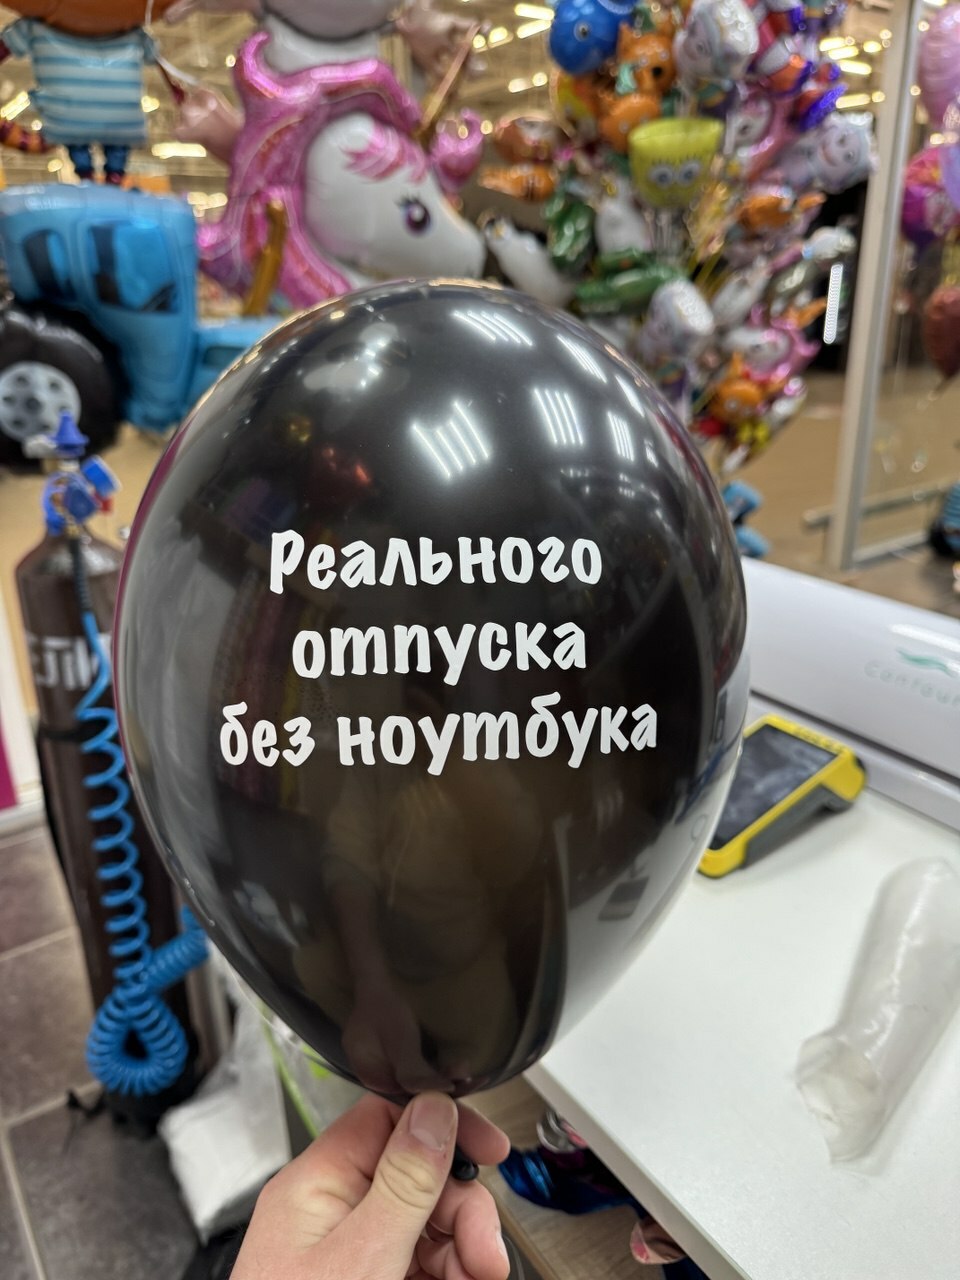 Реального
отпуска
без ноутбука